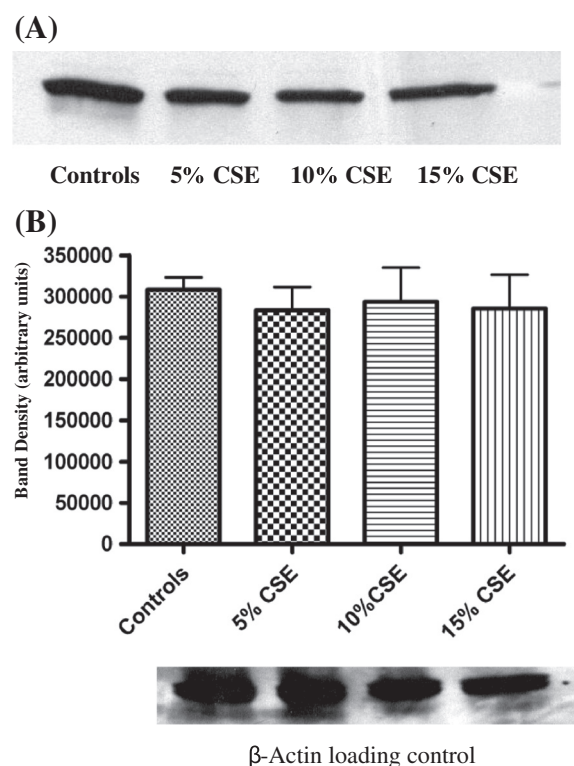 (A)
Controls 5% CSE 10% CSE 15% CSE
(B)
Band Density (arbitrary units)
350000
300000
250000
200000
150000
100000
50000
0
Controls 5% CSE 10%CSE 15% CSE
β-Actin loading control